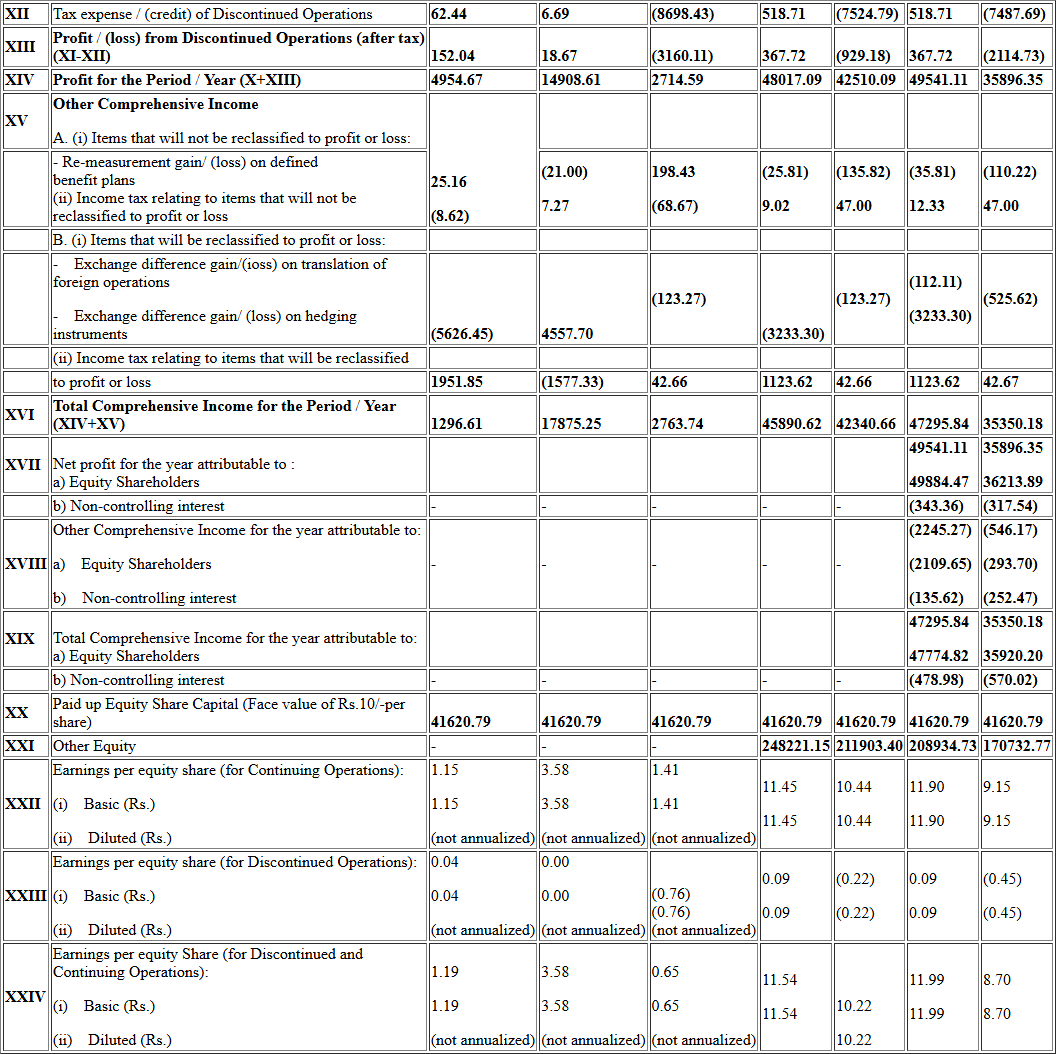 XII Tax expense / (credit) of Discontinued Operations 62.44 6.69 (8698.43) 518.71 (7524.79) 518.71 (7487.69)
Profit / (loss) from Discontinued Operations (after tax)
XIII (XI-XII) 152.04 18.67 (3160.11) 367.72 (929.18) 367.72 (2114.73)
XIV Profit for the Period / Year (X+XIII) 4954.67 14908.61 2714.59 48017.09 42510.09 49541.11 35896.35
Other Comprehensive Income
XV
A. (i) Items that will not be reclassified to profit or loss:
- Re-measurement gain/ (loss) on defined
benefit plans 25.16 (21.00) 198.43 (25.81) (135.82) (35.81) (110.22)
(ii) Income tax relating to items that will not be
reclassified to profit or loss (8.62) 7.27 (68.67) 9.02 47.00 12.33 47.00
B. (i) Items that will be reclassified to profit or loss:
- Exchange difference gain/(ioss) on translation of
foreign operations (123.27) (123.27) (112.11) (525.62)
- Exchange difference gain/ (loss) on hedging
instruments (5626.45) 4557.70 (3233.30) (3233.30)
(ii) Income tax relating to items that will be reclassified
to profit or loss 1951.85 (1577.33) 42.66 1123.62 42.66 1123.62 42.67
XVI Total Comprehensive Income for the Period / Year
(XIV+XV) 1296.61 17875.25 2763.74 45890.62 42340.66 47295.84 35350.18
49541.11 35896.35
XVII Net profit for the year attributable to :
a) Equity Shareholders 49884.47 36213.89
b) Non-controlling interest - - - - - (343.36) (317.54)
Other Comprehensive Income for the year attributable to: (2245.27) (546.17)
XVIII a) Equity Shareholders - - - - - (2109.65) (293.70)
b) Non-controlling interest (135.62) (252.47)
47295.84 35350.18
XIX Total Comprehensive Income for the year attributable to:
a) Equity Shareholders 47774.82 35920.20
b) Non-controlling interest - - - - - (478.98) (570.02)
XX Paid up Equity Share Capital (Face value of Rs.10/-per
share) 41620.79 41620.79 41620.79 41620.79 41620.79 41620.79 41620.79
XXI Other Equity - - - 248221.15 211903.40 208934.73 170732.77
Earnings per equity share (for Continuing Operations): 1.15 3.58 1.41
11.45 10.44 11.90 9.15
XXII (i) Basic (Rs.) 1.15 3.58 1.41
11.45 10.44 11.90 9.15
(ii) Diluted (Rs.) (not annualized) (not annualized) (not annualized)
Earnings per equity share (for Discontinued Operations): 0.04 0.00
0.09 (0.22) 0.09 (0.45)
XXIII (i) Basic (Rs.) 0.04 0.00 (0.76)
(0.76) 0.09 (0.22) 0.09 (0.45)
(ii) Diluted (Rs.) (not annualized) (not annualized) (not annualized)
Earnings per equity Share (for Discontinued and
Continuing Operations): 1.19 3.58 0.65
11.54 11.99 8.70
XXIV (i) Basic (Rs.) 1.19 3.58 0.65 10.22
11.54 11.99 8.70
(ii) Diluted (Rs.) (not annualized) (not annualized) (not annualized) 10.22